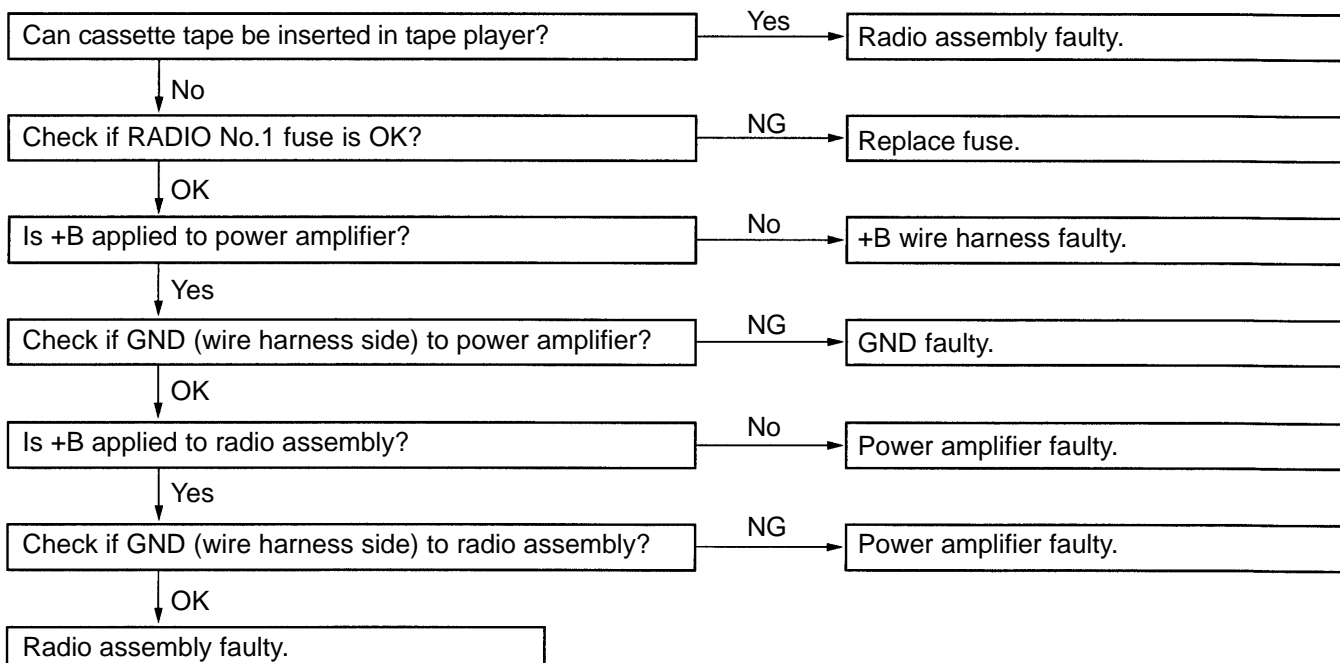 Can cassette tape be inserted in tape player?
Yes
Radio assembly faulty.
No
Check if RADIO No.1 fuse is OK?
NG
Replace fuse.
OK
Is +B applied to power amplifier?
No
+B wire harness faulty.
Yes
Check if GND (wire harness side) to power amplifier?
NG
GND faulty.
OK
Is +B applied to radio assembly?
No
Power amplifier faulty.
Yes
Check if GND (wire harness side) to radio assembly?
NG
Power amplifier faulty.
OK
Radio assembly faulty.